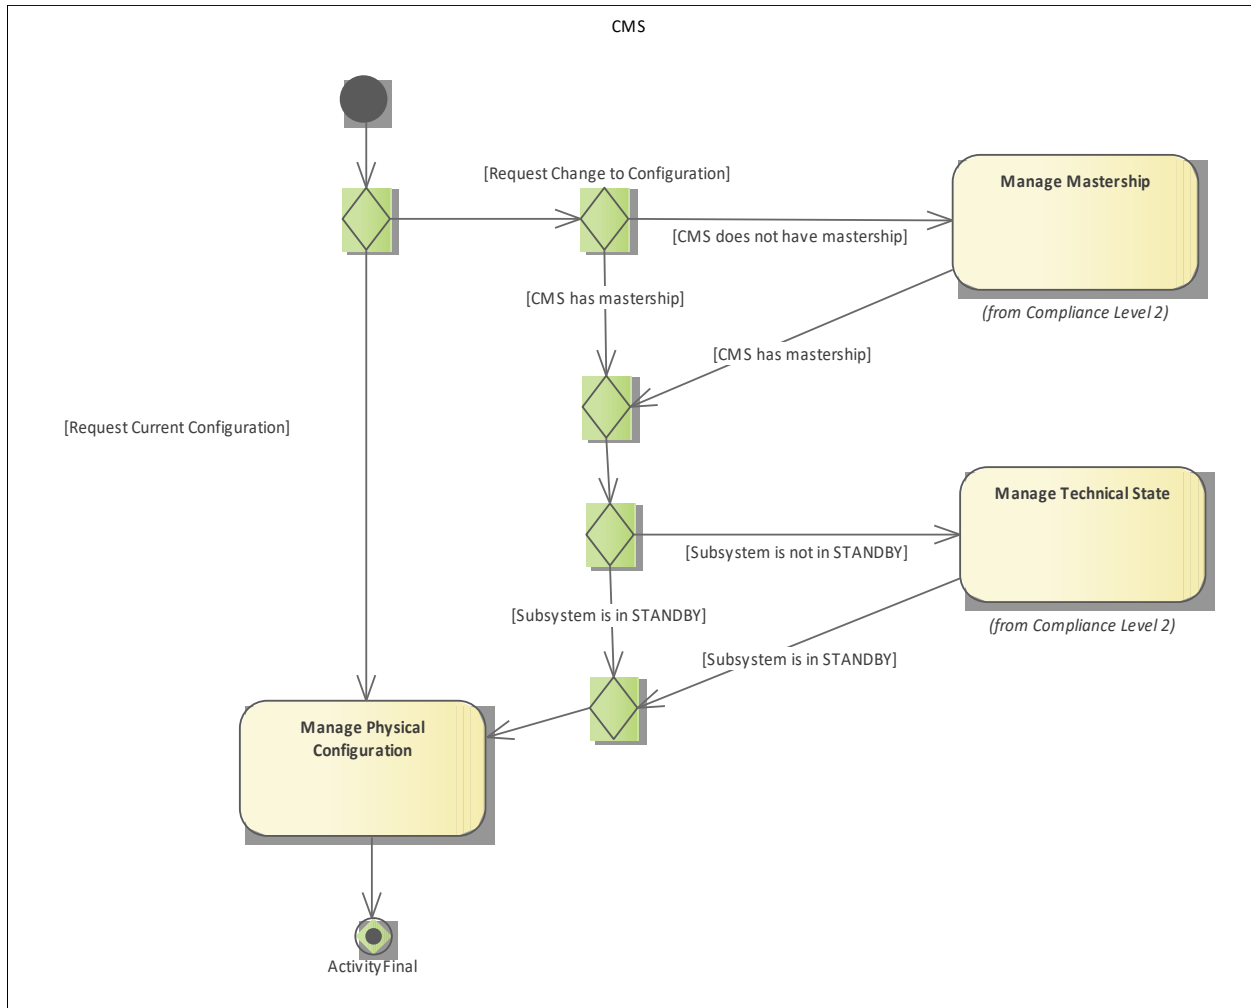 CMS
[Request Change to Configuration]
Manage Mastership
[CMS does not have mastership]
[CMS has mastership]
(from Compliance Level 2)
[CMS has mastership]
[Request Current Configuration]
Manage Technical State
[Subsystem is not in STANDBY]
[Subsystem is in STANDBY]
(from Compliance Level 2)
[Subsystem is in STANDBY]
Manage Physical
Configuration
ActivityFinal